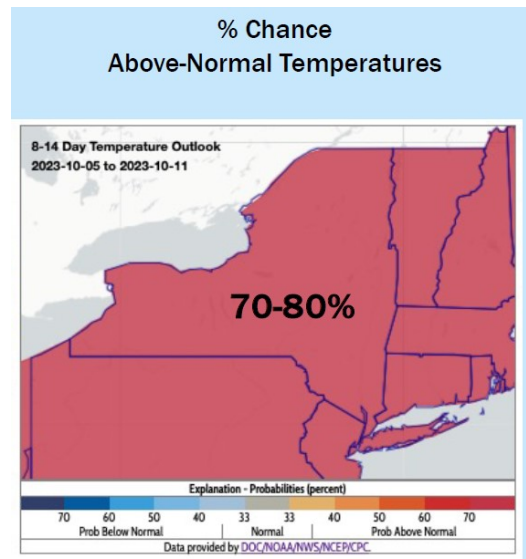 % Chance
Above-Normal Temperatures
8-14 Day Temperature Outlook
2023-10-05 to 2023-10-11
70-80%
Explanation - Probabilities (percent)
70 60 50 40 33 33 40 50 60 70
Prob Below Normal Normal Prob Above Normal
Data provided by DOC/NOAA/NWS/NCEP/CPC.